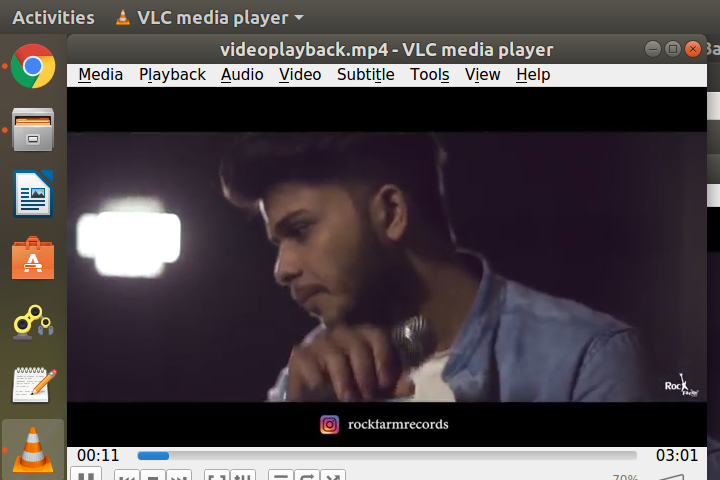 Activities VLC media player
videoplayback.mp4 - VLC media player
Media Playback Audio Video Subtitle Tools View Help
Rock
rockfarmrecords
00:11 03:01
70%